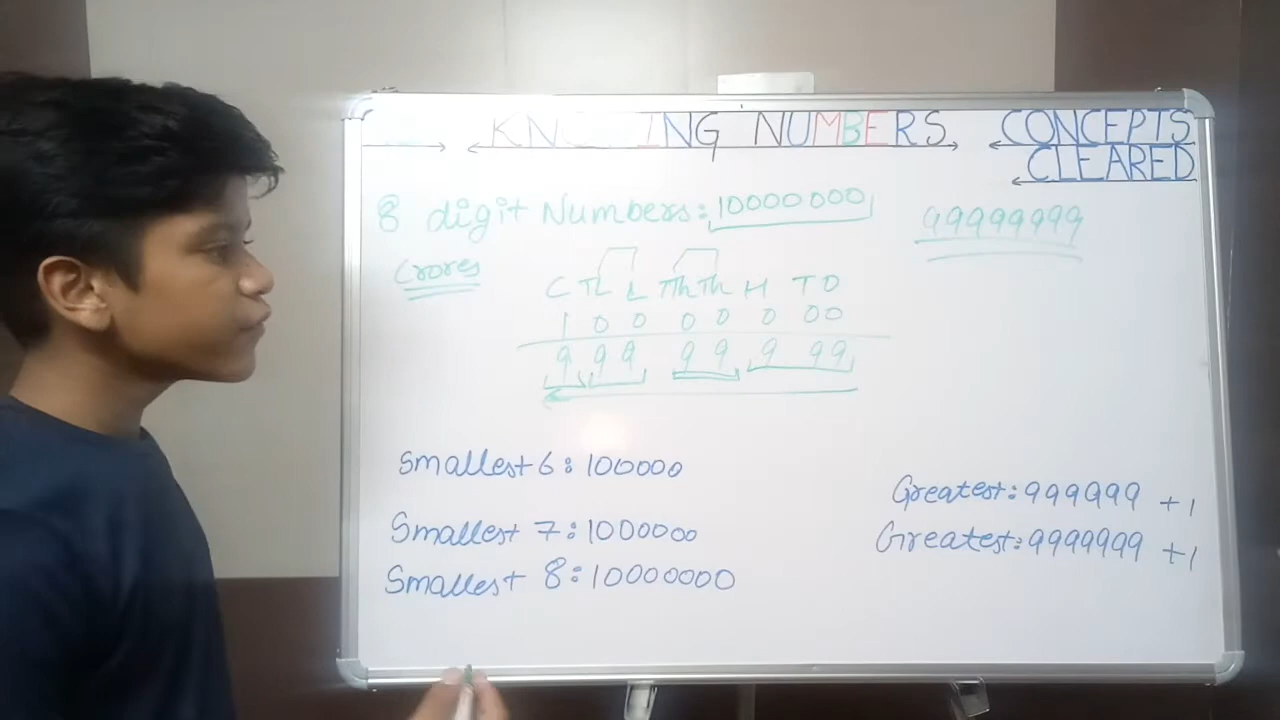 KNOWING NUMBERS
CONCEPTS
CLEARED
8 digit Numbers: 10000000
99999999
Crores
C TL L TTh Th H T O
1 0 0 0 0 0 0 0
9 9 9 9 9 9 9 9
Smallest 6: 100000
Greatest: 999999 +1
Smallest 7: 1000000
Greatest: 9999999 +1
Smallest 8: 10000000